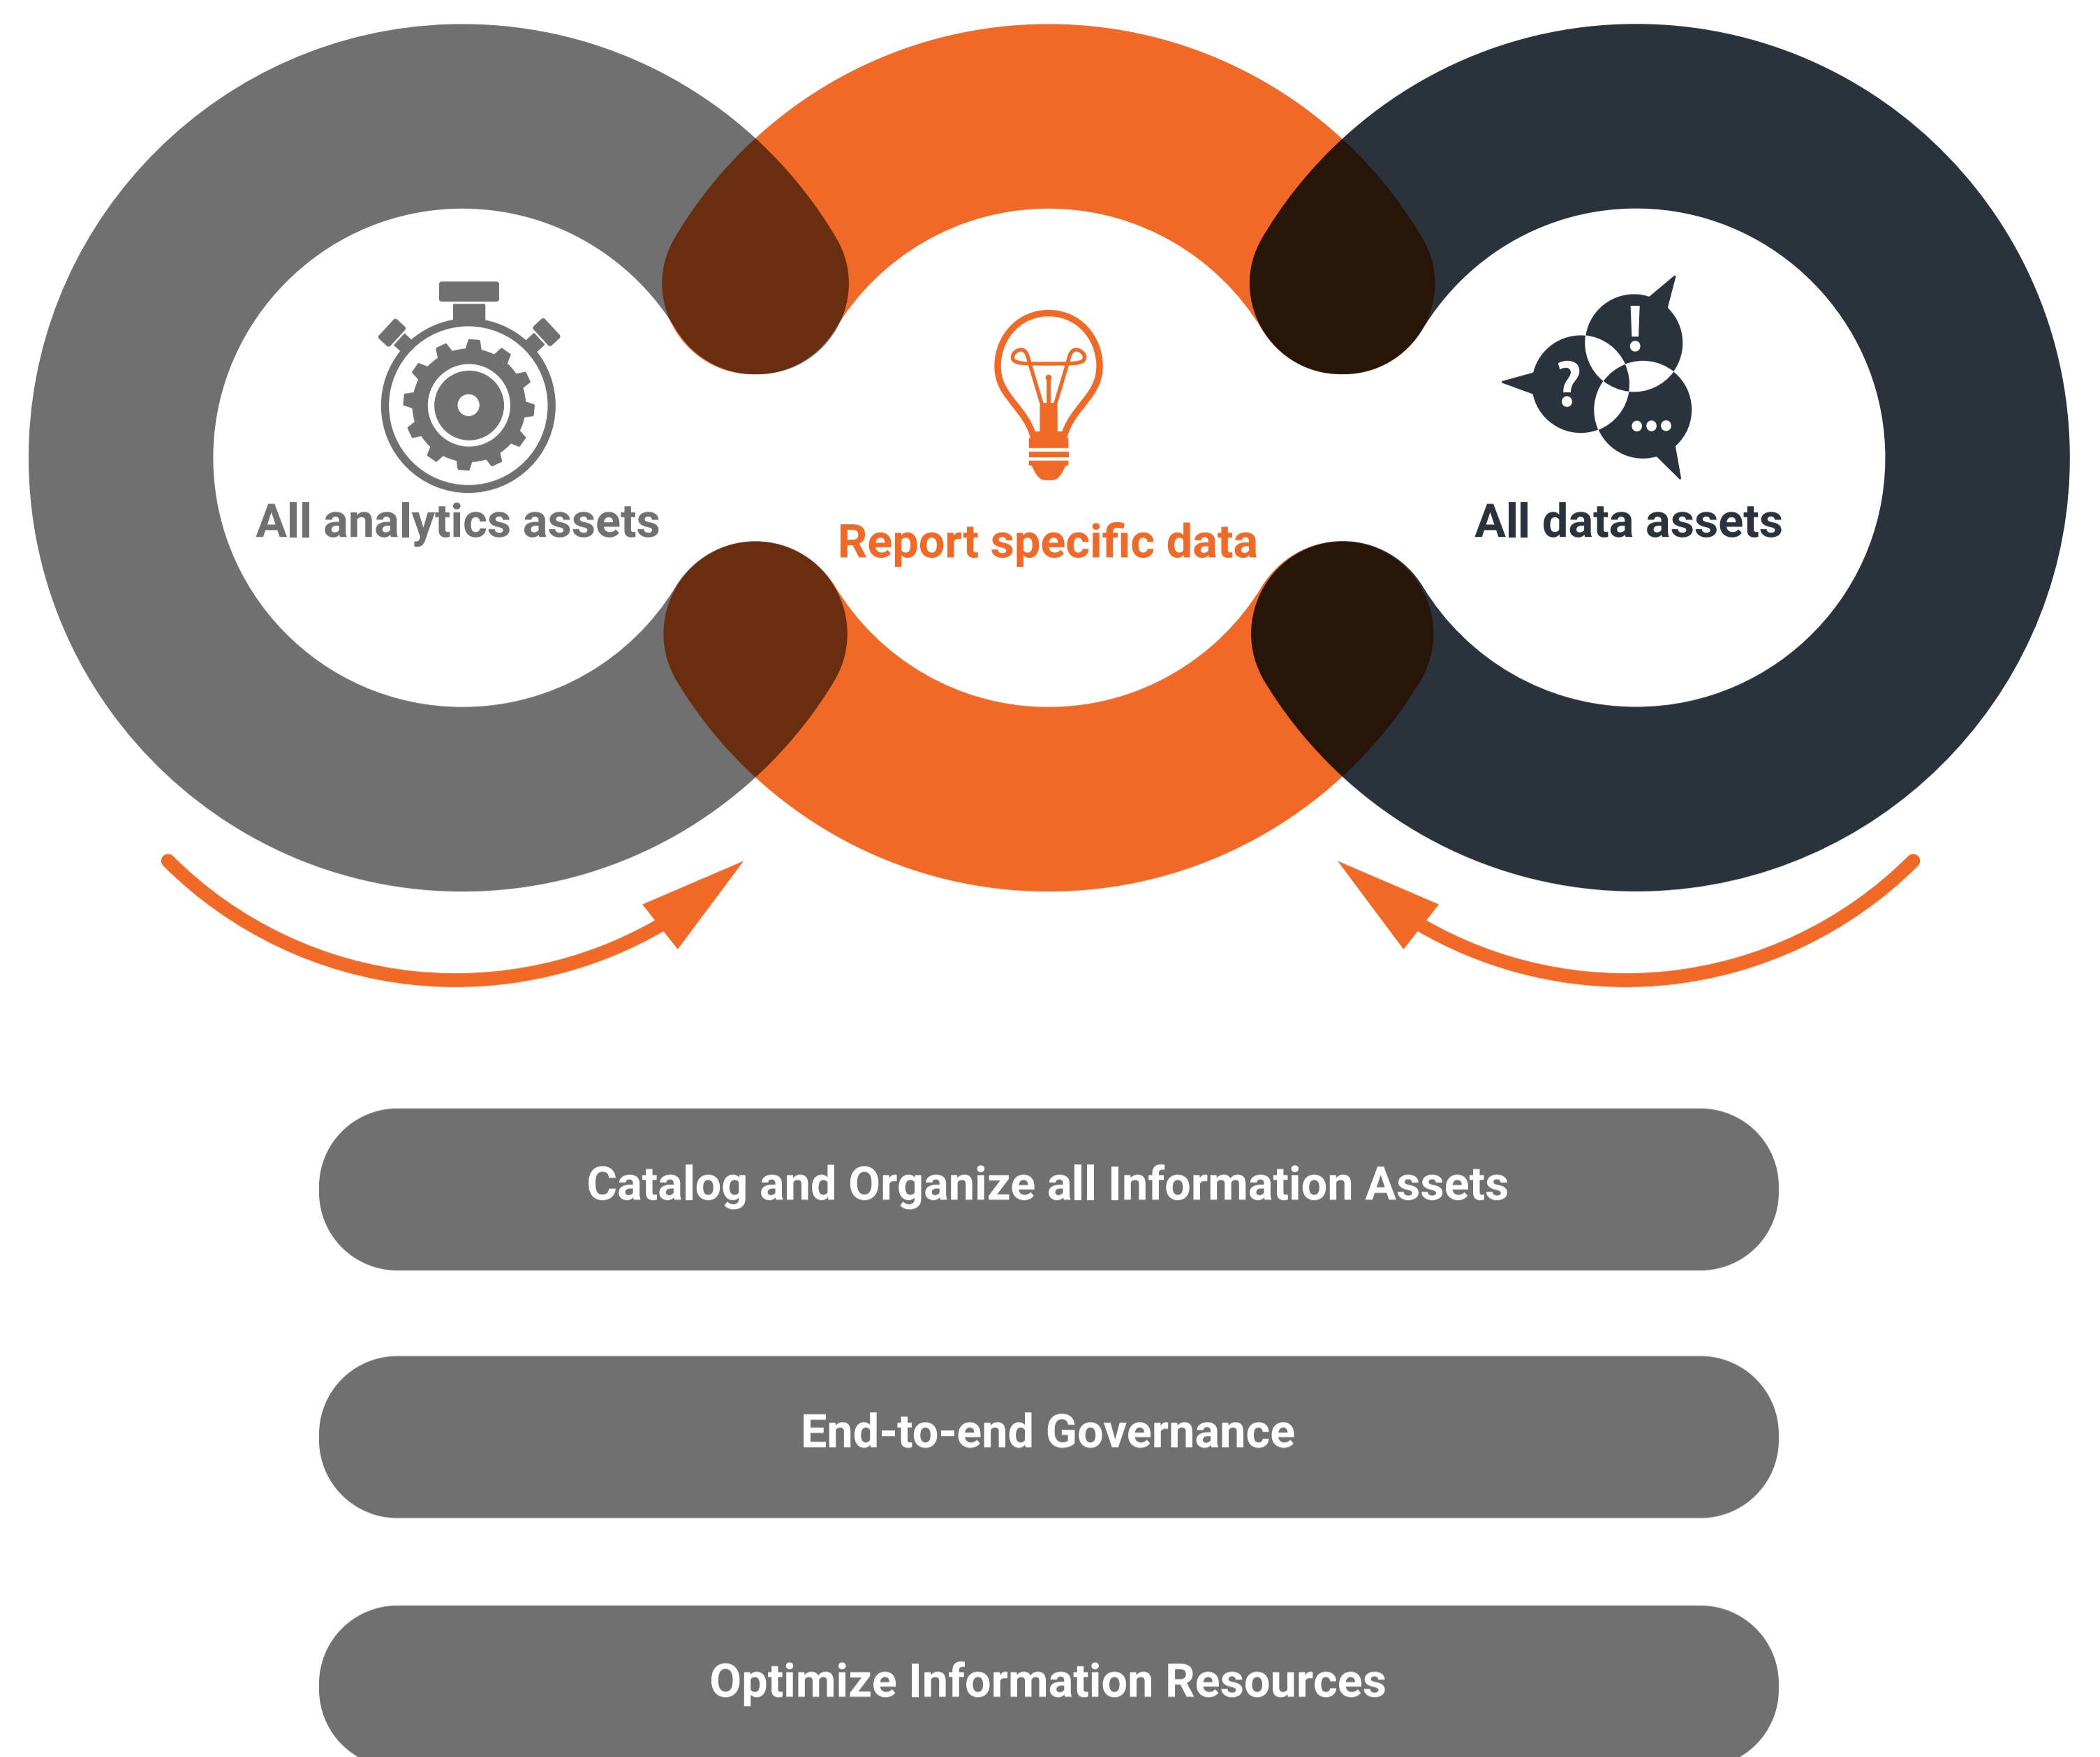 All analytics assets
Report specific data
All data assets
! ? ...
Catalog and Organize all Information Assets
End-to-end Governance
Optimize Information Resources